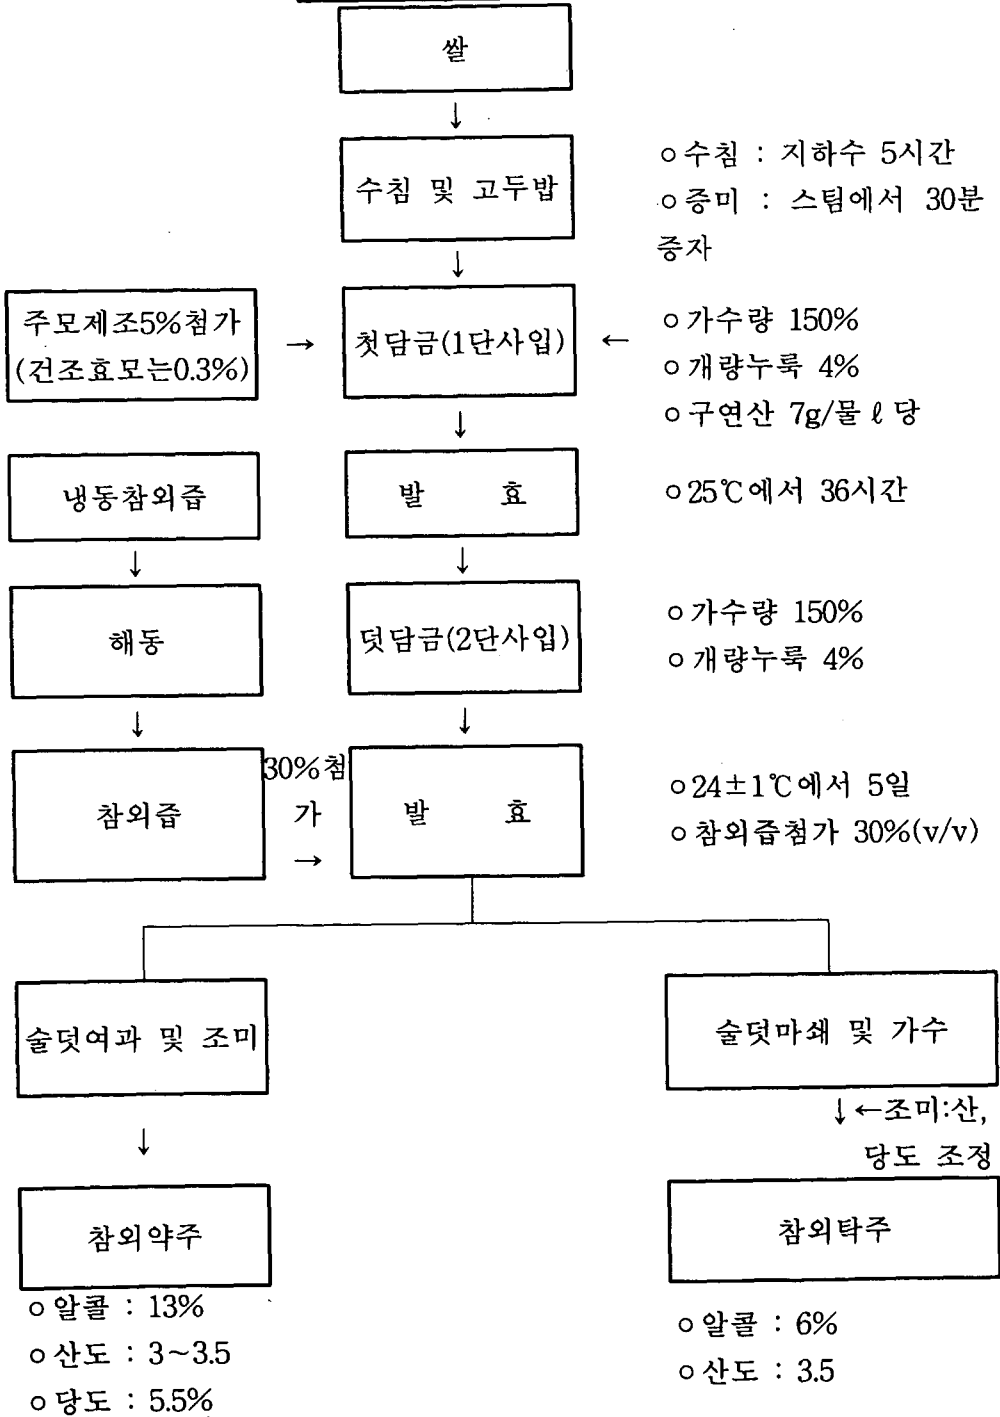 쌀
↓
수침 및 고두밥
ㅇ수침 : 지하수 5시간
ㅇ증미 : 스팀에서 30분
증자
↓
주모제조5%첨가
(건조효모는0.3%)
→
첫담금(1단사입)
←
ㅇ가수량 150%
ㅇ개량누룩 4%
ㅇ구연산 7g/물 ℓ 당
↓
냉동참외즙
발 효
ㅇ25℃에서 36시간
↓ ↓
해동
덧담금(2단사입)
ㅇ가수량 150%
ㅇ개량누룩 4%
↓ ↓
참외즙
30%첨
가
→
발 효
ㅇ24±1℃에서 5일
ㅇ참외즙첨가 30%(v/v)
술덧여과 및 조미
↓
참외약주
ㅇ알콜 : 13%
ㅇ산도 : 3~3.5
ㅇ당도 : 5.5%
술덧마쇄 및 가수
↓←조미:산,
당도 조정
참외탁주
ㅇ알콜 : 6%
ㅇ산도 : 3.5